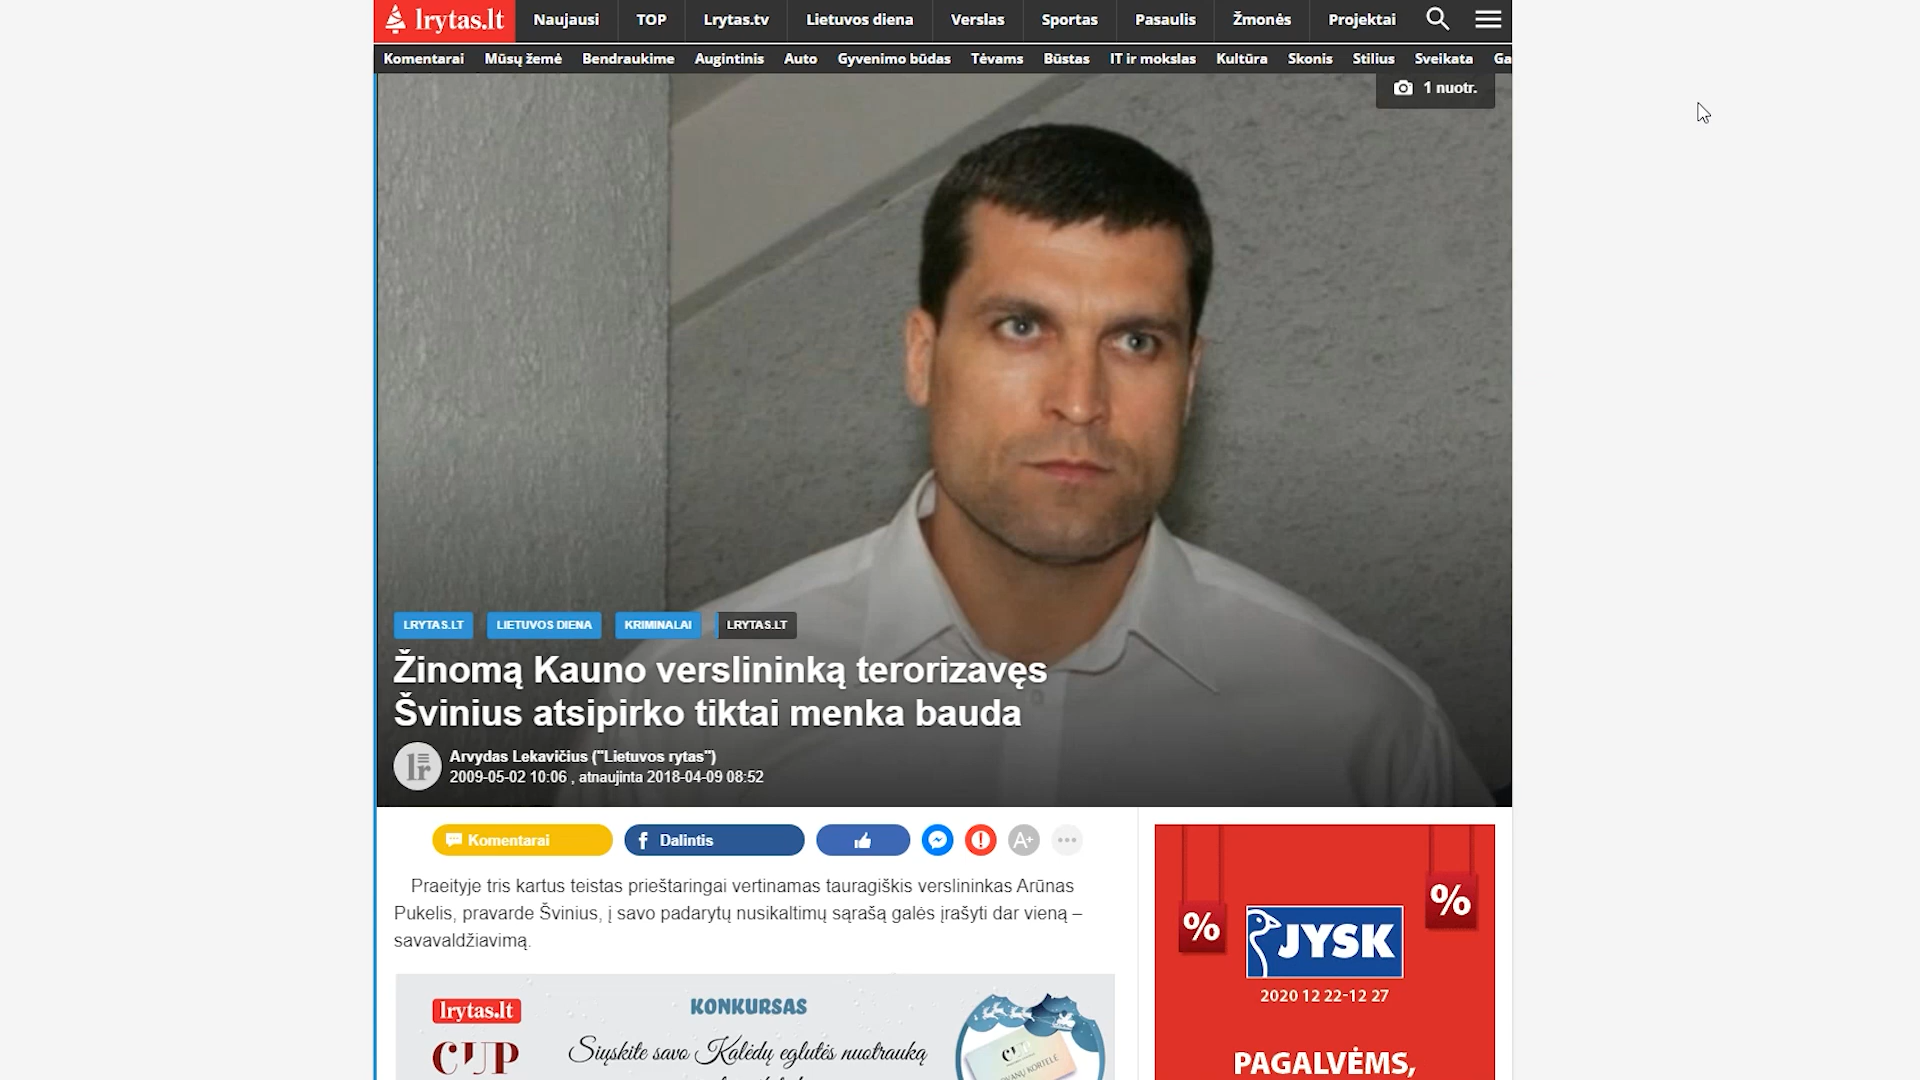 lrytas.lt Naujausi TOP Lrytas.tv Lietuvos diena Verslas Sportas Pasaulis Žmonės Projektai
Komentarai Mūsų žemė Bendraukime Augintinis Auto Gyvenimo būdas Tėvams Būstas IT ir mokslas Kultūra Skonis Stilius Sveikata Ga
1 nuotr.
LRYTAS.LT LIETUVOS DIENA KRIMINALAI LRYTAS.LT
Žinomą Kauno verslininką terorizavęs
Švinius atsipirko tiktai menka bauda
lr
Arvydas Lekavičius ("Lietuvos rytas")
2009-05-02 10:06 , atnaujinta 2018-04-09 08:52
Komentarai f Dalintis A+
Praeityje tris kartus teistas prieštaringai vertinamas tauragiškis verslininkas Arūnas
Pukelis, pravarde Švinius, į savo padarytų nusikaltimų sąrašą galės įrašyti dar vieną –
savavaldžiavimą.
lrytas.lt
CUP
KONKURSAS
Siųskite savo Kalėdų eglutės nuotrauką
CUP
% %
JYSK
2020 12 22-12 27
PAGALVĖMS,